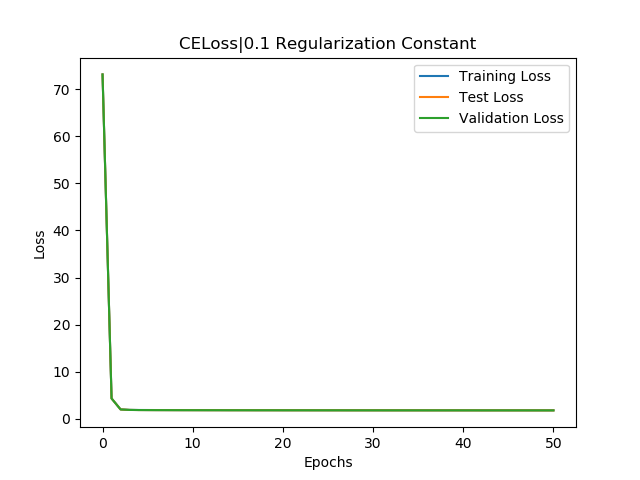 CELoss|0.1 Regularization Constant
Training Loss
Test Loss
Validation Loss
70
60
50
40
30
20
10
0
Loss
0 10 20 30 40 50
Epochs